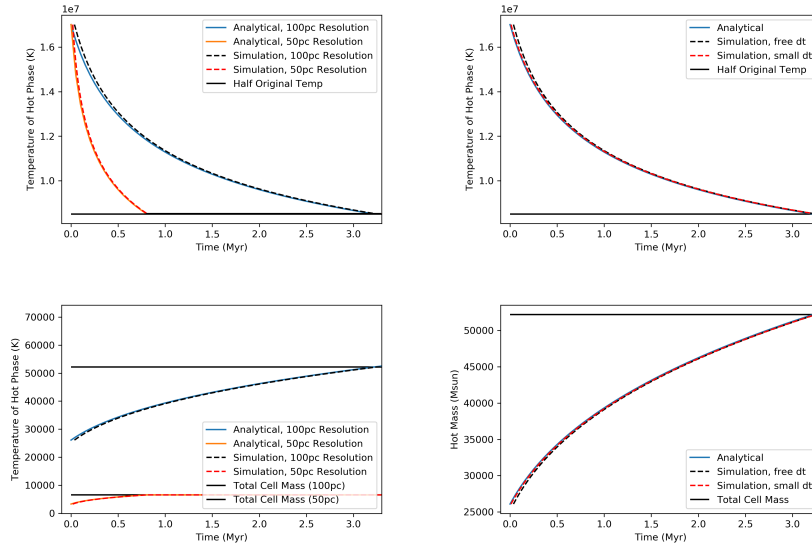 1e7
1.6
1.4
1.2
1.0
Temperature of Hot Phase (K)
Analytical, 100pc Resolution
Analytical, 50pc Resolution
Simulation, 100pc Resolution
Simulation, 50pc Resolution
Half Original Temp
0.0 0.5 1.0 1.5 2.0 2.5 3.0
Time (Myr)
1e7
1.6
1.4
1.2
1.0
Temperature of Hot Phase (K)
Analytical
Simulation, free dt
Simulation, small dt
Half Original Temp
0.0 0.5 1.0 1.5 2.0 2.5 3.0
Time (Myr)
70000
60000
50000
40000
30000
20000
10000
0
Temperature of Hot Phase (K)
Analytical, 100pc Resolution
Analytical, 50pc Resolution
Simulation, 100pc Resolution
Simulation, 50pc Resolution
Total Cell Mass (100pc)
Total Cell Mass (50pc)
0.0 0.5 1.0 1.5 2.0 2.5 3.0
Time (Myr)
50000
45000
40000
35000
30000
25000
Hot Mass (Msun)
Analytical
Simulation, free dt
Simulation, small dt
Total Cell Mass
0.0 0.5 1.0 1.5 2.0 2.5 3.0
Time (Myr)